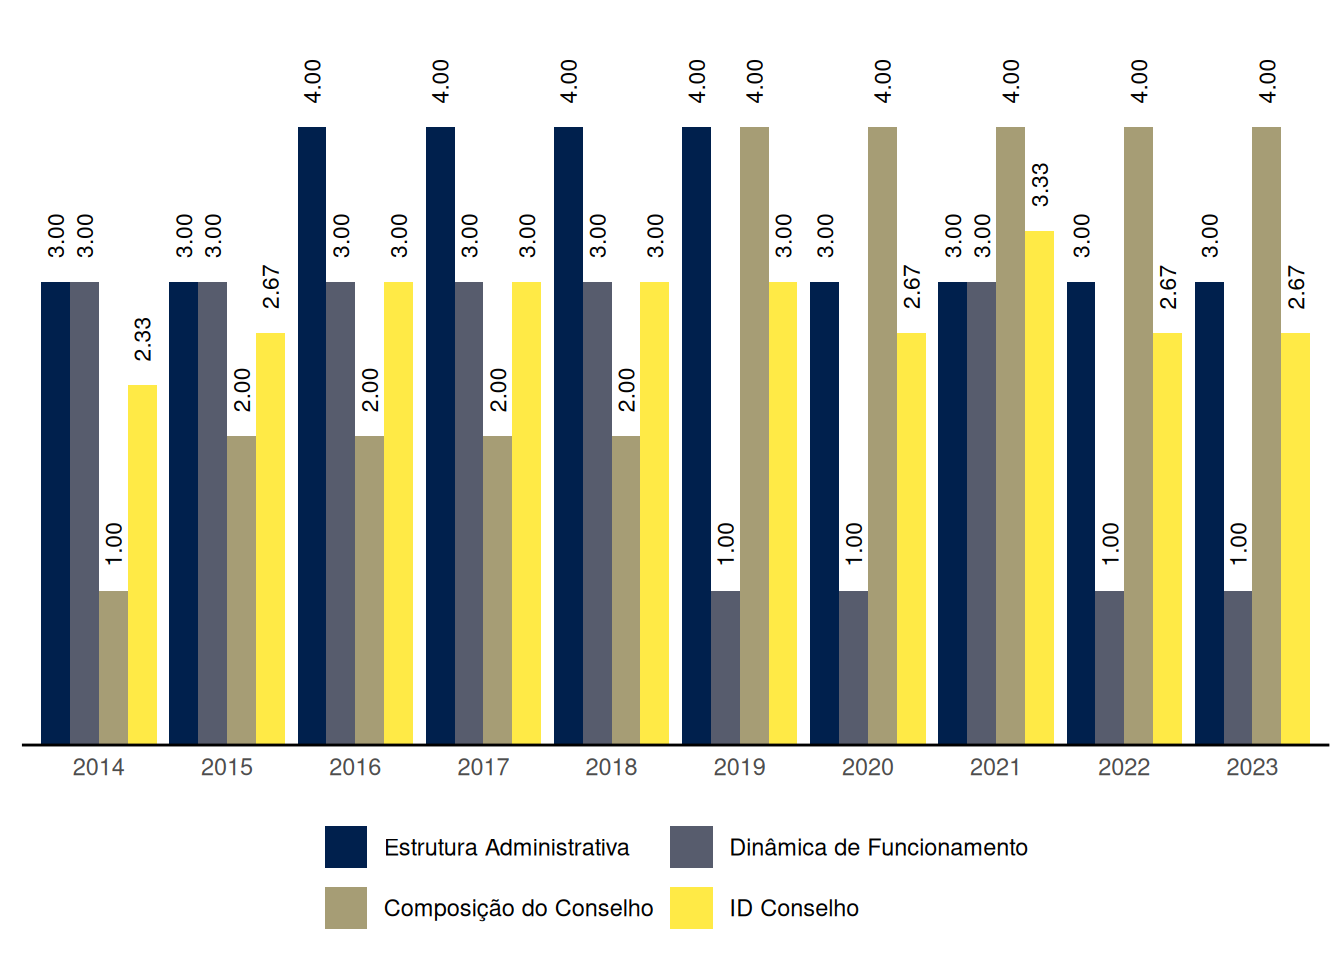 4.00 4.00 4.00 4.00 4.00 4.00 4.00 4.00 4.00
3.33
3.00 3.00 3.00 3.00 3.00 3.00 3.00 3.00 3.00 3.00 3.00 3.00 3.00 3.00 3.00 3.00 3.00
2.67 2.67 2.67 2.67
2.33
2.00 2.00 2.00 2.00
1.00 1.00 1.00 1.00 1.00
2014 2015 2016 2017 2018 2019 2020 2021 2022 2023
Estrutura Administrativa Dinâmica de Funcionamento
Composição do Conselho ID Conselho